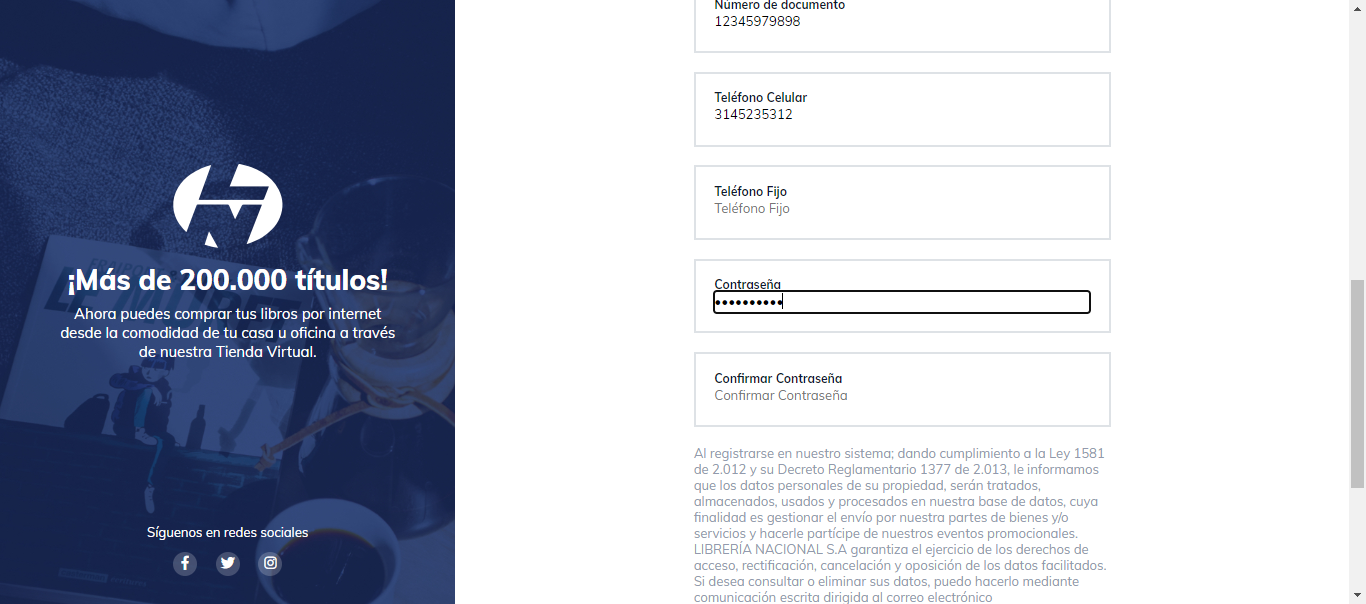 ¡Más de 200.000 títulos!
Ahora puedes comprar tus libros por internet
desde la comodidad de tu casa u oficina a través
de nuestra Tienda Virtual.
Síguenos en redes sociales
Número de documento
12345979898
Teléfono Celular
3145235312
Teléfono Fijo
Teléfono Fijo
Contraseña
••••••••••
Confirmar Contraseña
Confirmar Contraseña
Al registrarse en nuestro sistema; dando cumplimiento a la Ley 1581
de 2.012 y su Decreto Reglamentario 1377 de 2.013, le informamos
que los datos personales de su propiedad, serán tratados,
almacenados, usados y procesados en nuestra base de datos, cuya
finalidad es gestionar el envío por nuestra partes de bienes y/o
servicios y hacerle partícipe de nuestros eventos promocionales.
LIBRERÍA NACIONAL S.A garantiza el ejercicio de los derechos de
acceso, rectificación, cancelación y oposición de los datos facilitados.
Si desea consultar o eliminar sus datos, puedo hacerlo mediante
comunicación escrita dirigida al correo electrónico